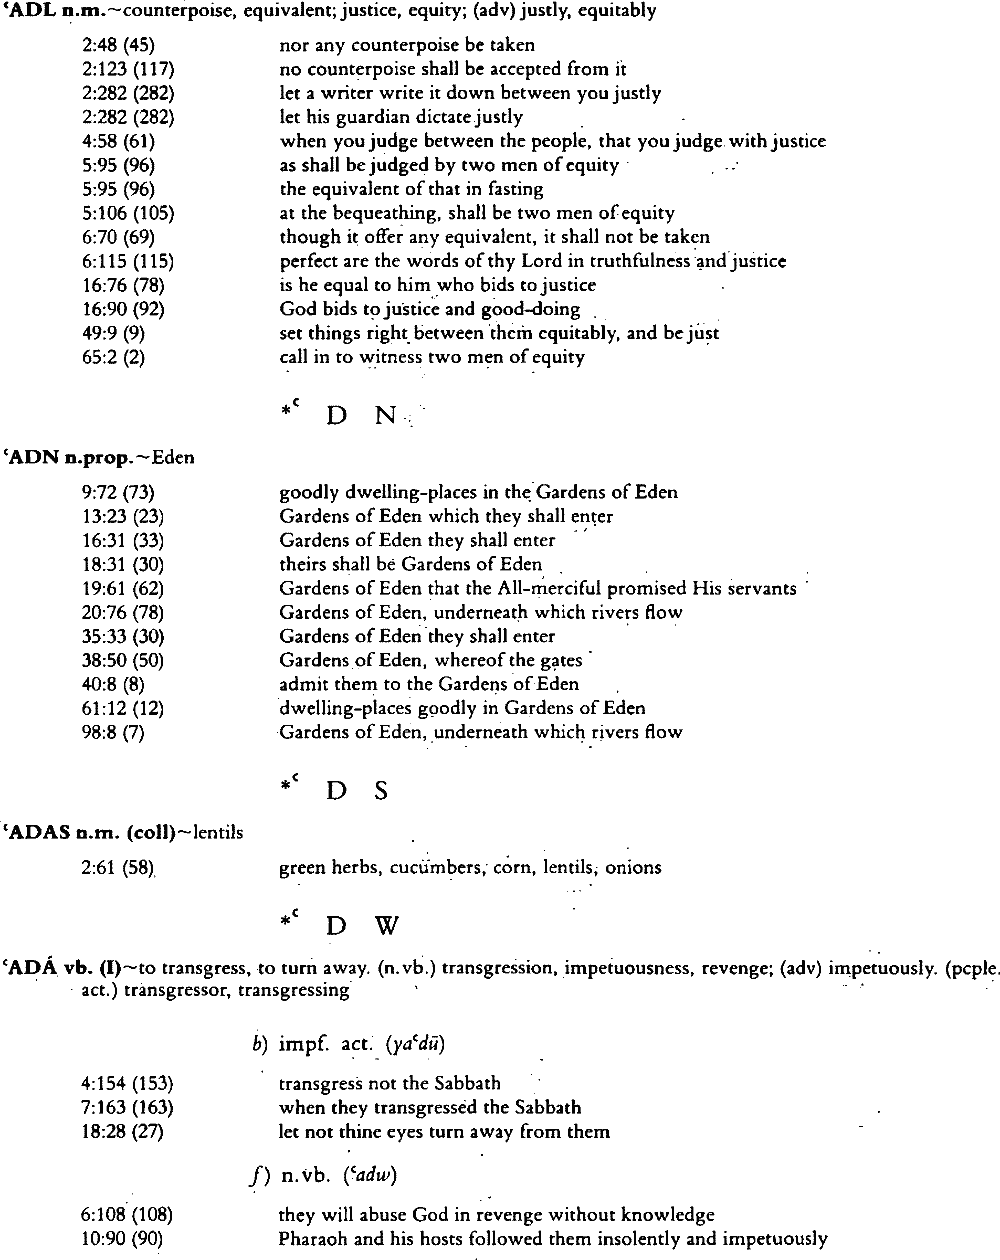 ʿADL n.m.~counterpoise, equivalent; justice, equity; (adv) justly, equitably
2:48 (45) nor any counterpoise be taken
2:123 (117) no counterpoise shall be accepted from it
2:282 (282) let a writer write it down between you justly
2:282 (282) let his guardian dictate justly
4:58 (61) when you judge between the people, that you judge with justice
5:95 (96) as shall be judged by two men of equity
5:95 (96) the equivalent of that in fasting
5:106 (105) at the bequeathing, shall be two men of equity
6:70 (69) though it offer any equivalent, it shall not be taken
6:115 (115) perfect are the words of thy Lord in truthfulness and justice
16:76 (78) is he equal to him who bids to justice
16:90 (92) God bids to justice and good-doing
49:9 (9) set things right between them equitably, and be just
65:2 (2) call in to witness two men of equity
*ʿ D N
ʿADN n.prop.~Eden
9:72 (73) goodly dwelling-places in the Gardens of Eden
13:23 (23) Gardens of Eden which they shall enter
16:31 (33) Gardens of Eden they shall enter
18:31 (30) theirs shall be Gardens of Eden
19:61 (62) Gardens of Eden that the All-merciful promised His servants
20:76 (78) Gardens of Eden, underneath which rivers flow
35:33 (30) Gardens of Eden they shall enter
38:50 (50) Gardens of Eden, whereof the gates
40:8 (8) admit them to the Gardens of Eden
61:12 (12) dwelling-places goodly in Gardens of Eden
98:8 (7) Gardens of Eden, underneath which rivers flow
*ʿ D S
ʿADAS n.m. (coll)~lentils
2:61 (58) green herbs, cucumbers, corn, lentils, onions
*ʿ D W
ʿADÁ vb. (I)~to transgress, to turn away. (n.vb.) transgression, impetuousness, revenge; (adv) impetuously. (pcple.
act.) transgressor, transgressing
b) impf. act. (yaʿdū)
4:154 (153) transgress not the Sabbath
7:163 (163) when they transgressed the Sabbath
18:28 (27) let not thine eyes turn away from them
f) n.vb. (ʿadw)
6:108 (108) they will abuse God in revenge without knowledge
10:90 (90) Pharaoh and his hosts followed them insolently and impetuously